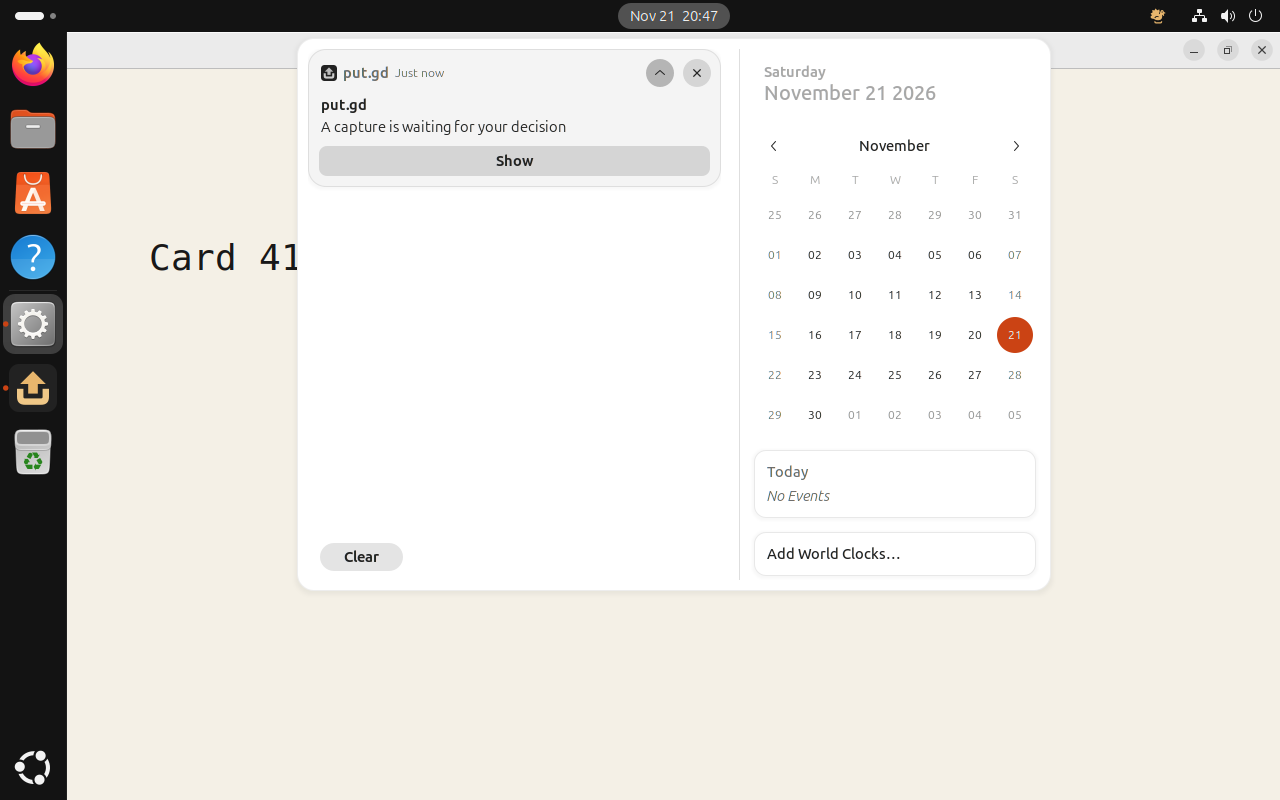 Nov 21 20:47
put.gd Just now
put.gd
A capture is waiting for your decision
Show
Card 41
Clear
Saturday
November 21 2026
November
S M T W T F S
25 26 27 28 29 30 31
01 02 03 04 05 06 07
08 09 10 11 12 13 14
15 16 17 18 19 20 21
22 23 24 25 26 27 28
29 30 01 02 03 04 05
Today
No Events
Add World Clocks…